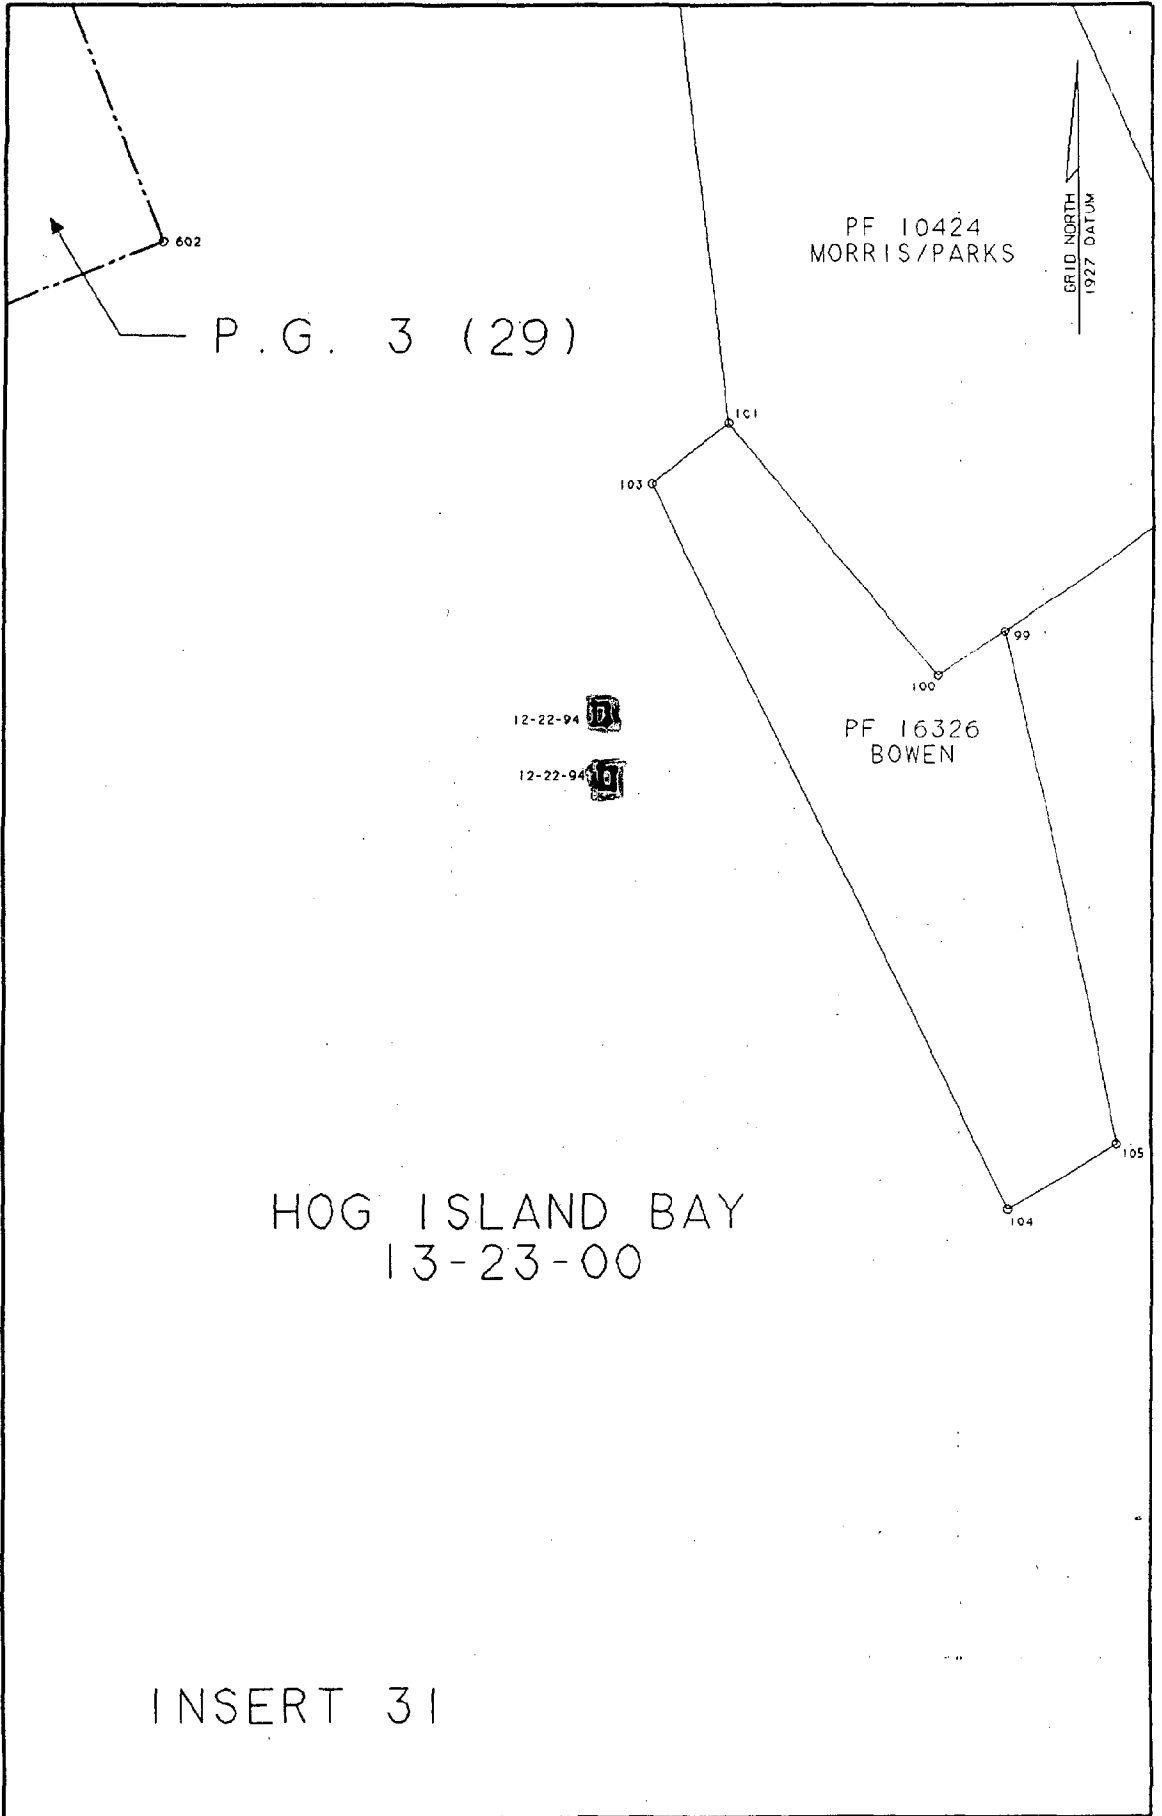 PF 10424
MORRIS/PARKS
GRID NORTH
1927 DATUM
602
P.G. 3 (29)
101
103
99
100
12-22-94
PF 16326
BOWEN
12-22-94
105
104
HOG ISLAND BAY
13-23-00
INSERT 31